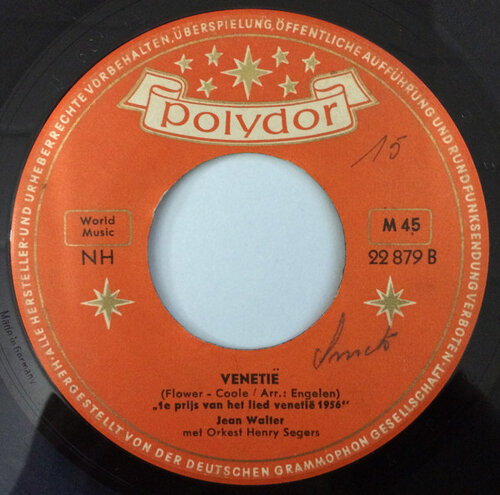 ALLE HERSTELLER- UND URHEBERRECHTE VORBEHALTEN, ÜBERSPIELUNG, ÖFFENTLICHE AUFFÜHRUNG UND RUNDFUNKSENDUNG VERBOTEN.
polydor
15
World
Music
M 45
NH
22 879 B
Made in Germany
VENETIË
(Flower - Coole / Arr.: Engelen)
„1e prijs van het lied venetië 1956"
Jean Walter
met Orkest Henry Segers
HERGESTELLT VON DER DEUTSCHEN GRAMMOPHON GESELLSCHAFT